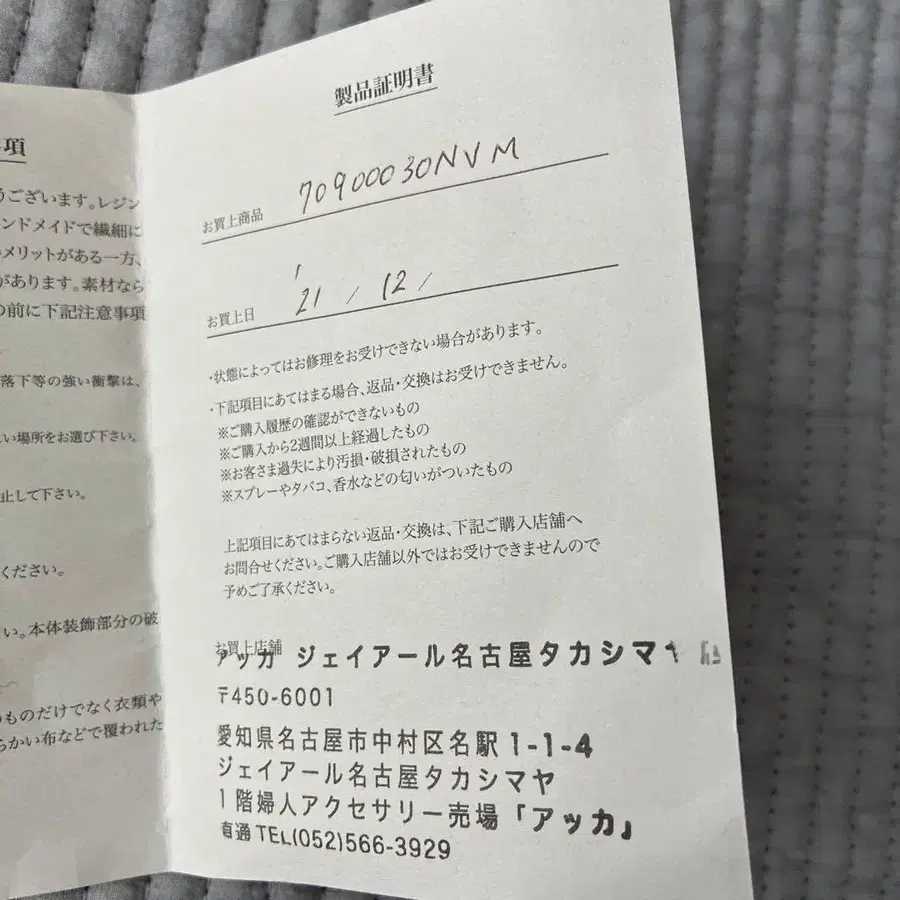 項
うございます。レジン
ンドメイドで繊細に
メリットがある一方、
があります。素材なら
の前に下記注意事項
落下等の強い衝撃は、
い場所をお選び下さい。
止して下さい。
ください。
い。本体装飾部分の破
のものだけでなく衣類や
らかい布などで覆われた
製品証明書
お買上商品 70900030NVM
お買上日 '21 / 12 /
・状態によってはお修理をお受けできない場合があります。
・下記項目にあてはまる場合、返品・交換はお受けできません。
※ご購入履歴の確認ができないもの
※ご購入から2週間以上経過したもの
※お客さま過失により汚損・破損されたもの
※スプレーやタバコ、香水などの匂いがついたもの
上記項目にあてはまらない返品・交換は、下記ご購入店舗へ
お問合せください。ご購入店舗以外ではお受けできませんので
予めご了承ください。
お買上店舗
アッカ ジェイアール名古屋タカシマヤ
〒450-6001
愛知県名古屋市中村区名駅1-1-4
ジェイアール名古屋タカシマヤ
1階婦人アクセサリー売場「アッカ」
直通TEL(052)566-3929